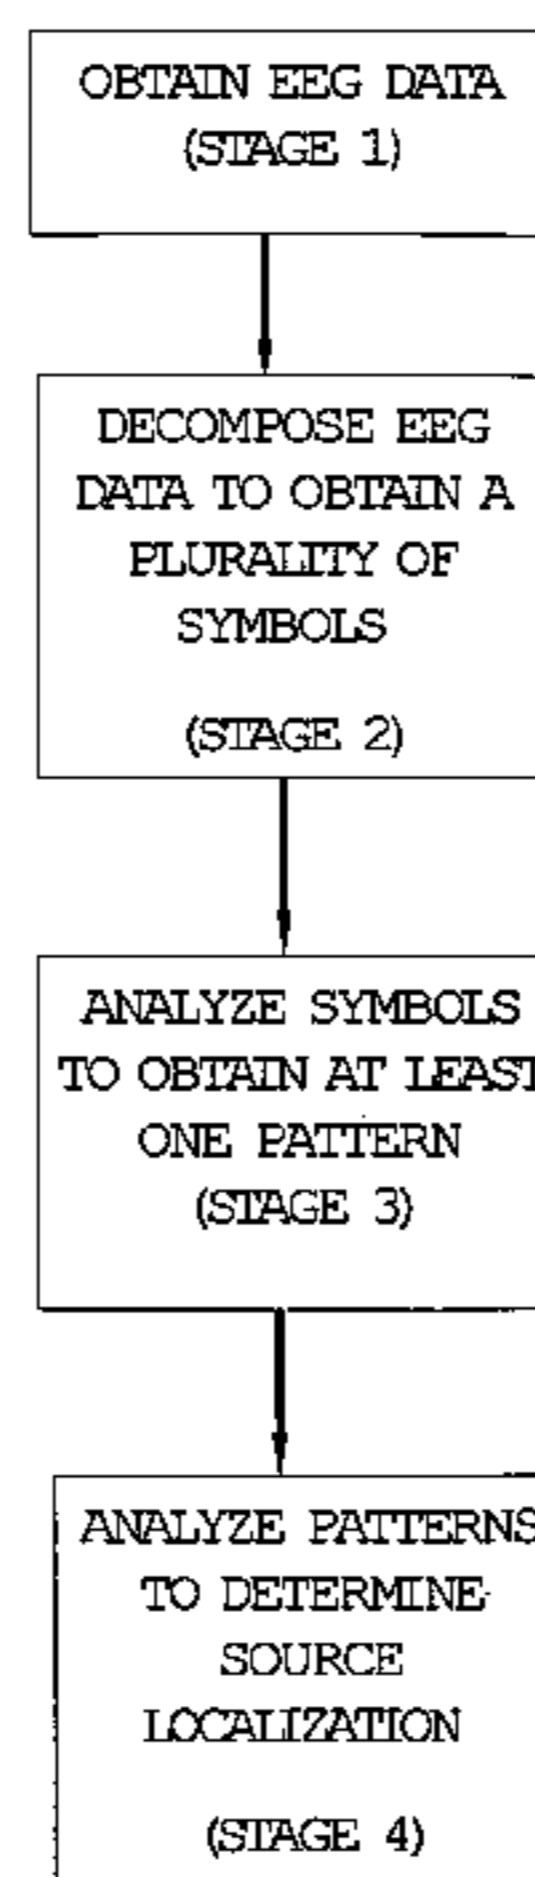 OBTAIN EEG DATA
(STAGE 1)
DECOMPOSE EEG
DATA TO OBTAIN A
PLURALITY OF
SYMBOLS
(STAGE 2)
ANALYZE SYMBOLS
TO OBTAIN AT LEAST
ONE PATTERN
(STAGE 3)
ANALYZE PATTERNS
TO DETERMINE
SOURCE
LOCALIZATION
(STAGE 4)